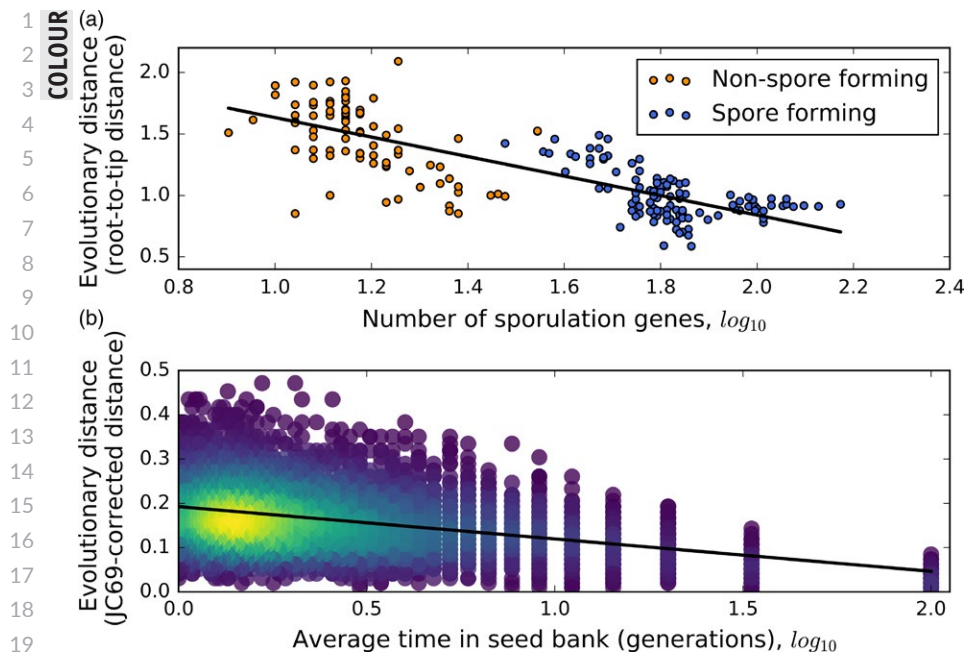 1
2
3
4
5
6
7
8
9
10
11
12
13
14
15
16
17
18
19
COLOUR
(a)
Evolutionary distance
(root-to-tip distance)
2.0
1.5
1.0
0.5
Non-spore forming
Spore forming
0.8 1.0 1.2 1.4 1.6 1.8 2.0 2.2 2.4
Number of sporulation genes, log10
(b)
Evolutionary distance
(JC69-corrected distance)
0.5
0.4
0.3
0.2
0.1
0.0
0.0 0.5 1.0 1.5 2.0
Average time in seed bank (generations), log10